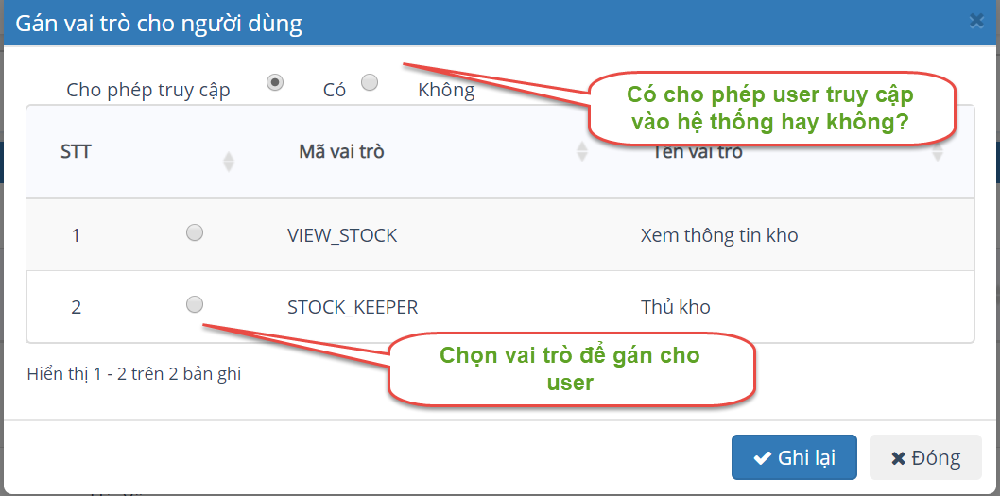 Gán vai trò cho người dùng
Cho phép truy cập Có Không
Có cho phép user truy cập
vào hệ thống hay không?
STT Mã vai trò Tên vai trò
1 VIEW_STOCK Xem thông tin kho
2 STOCK_KEEPER Thủ kho
Chọn vai trò để gán cho
user
Hiển thị 1 - 2 trên 2 bản ghi
Ghi lại Đóng